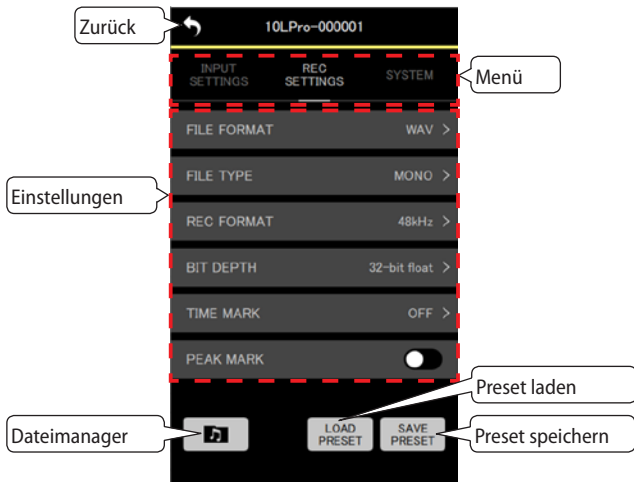 Zurück
10LPro-000001
INPUT SETTINGS
REC SETTINGS
SYSTEM
Menü
Einstellungen
FILE FORMAT WAV >
FILE TYPE MONO >
REC FORMAT 48kHz >
BIT DEPTH 32-bit float >
TIME MARK OFF >
PEAK MARK
Preset laden
Dateimanager
LOAD PRESET
SAVE PRESET
Preset speichern